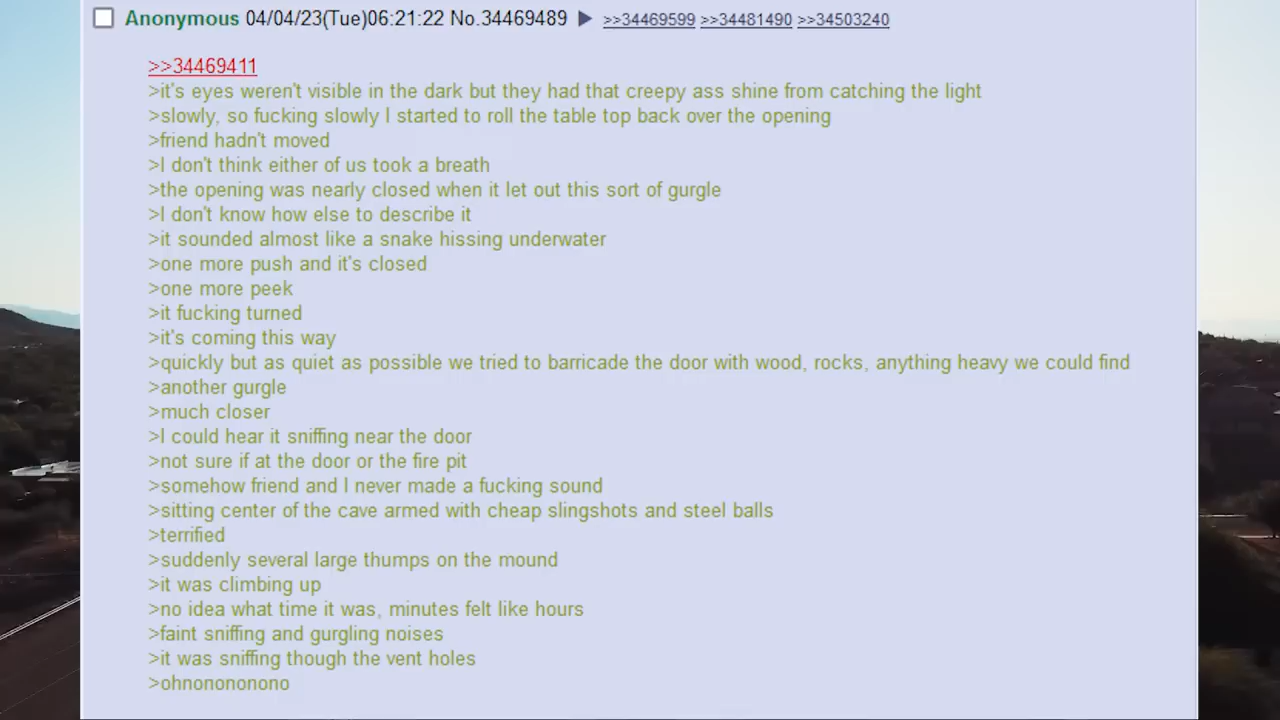 Anonymous 04/04/23(Tue)06:21:22 No.34469489 ▶ >>34469599 >>34481490 >>34503240
>>34469411
>it's eyes weren't visible in the dark but they had that creepy ass shine from catching the light
>slowly, so fucking slowly I started to roll the table top back over the opening
>friend hadn't moved
>I don't think either of us took a breath
>the opening was nearly closed when it let out this sort of gurgle
>I don't know how else to describe it
>it sounded almost like a snake hissing underwater
>one more push and it's closed
>one more peek
>it fucking turned
>it's coming this way
>quickly but as quiet as possible we tried to barricade the door with wood, rocks, anything heavy we could find
>another gurgle
>much closer
>I could hear it sniffing near the door
>not sure if at the door or the fire pit
>somehow friend and I never made a fucking sound
>sitting center of the cave armed with cheap slingshots and steel balls
>terrified
>suddenly several large thumps on the mound
>it was climbing up
>no idea what time it was, minutes felt like hours
>faint sniffing and gurgling noises
>it was sniffing though the vent holes
>ohnonononono